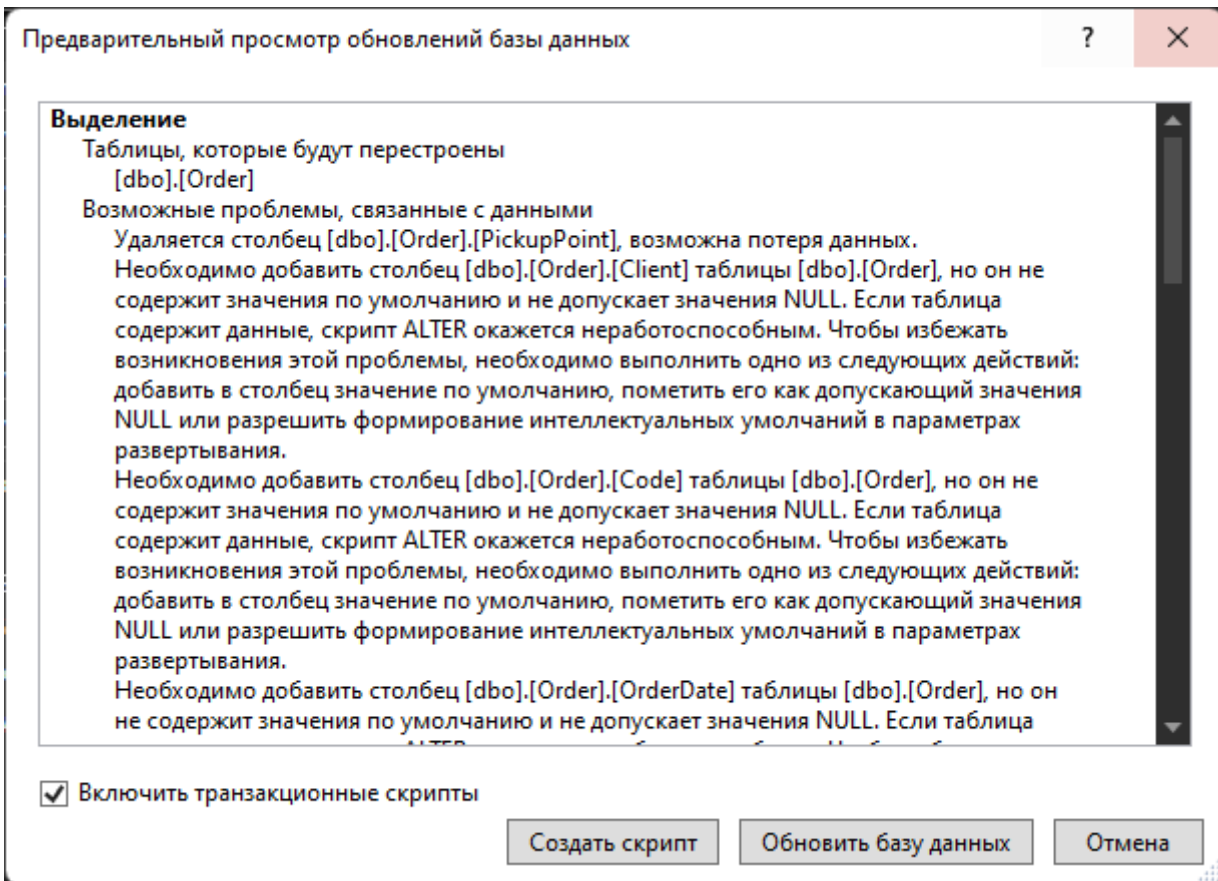 Предварительный просмотр обновлений базы данных ?
Выделение
Таблицы, которые будут перестроены
[dbo].[Order]
Возможные проблемы, связанные с данными
Удаляется столбец [dbo].[Order].[PickupPoint], возможна потеря данных.
Необходимо добавить столбец [dbo].[Order].[Client] таблицы [dbo].[Order], но он не
содержит значения по умолчанию и не допускает значения NULL. Если таблица
содержит данные, скрипт ALTER окажется неработоспособным. Чтобы избежать
возникновения этой проблемы, необходимо выполнить одно из следующих действий:
добавить в столбец значение по умолчанию, пометить его как допускающий значения
NULL или разрешить формирование интеллектуальных умолчаний в параметрах
развертывания.
Необходимо добавить столбец [dbo].[Order].[Code] таблицы [dbo].[Order], но он не
содержит значения по умолчанию и не допускает значения NULL. Если таблица
содержит данные, скрипт ALTER окажется неработоспособным. Чтобы избежать
возникновения этой проблемы, необходимо выполнить одно из следующих действий:
добавить в столбец значение по умолчанию, пометить его как допускающий значения
NULL или разрешить формирование интеллектуальных умолчаний в параметрах
развертывания.
Необходимо добавить столбец [dbo].[Order].[OrderDate] таблицы [dbo].[Order], но он
не содержит значения по умолчанию и не допускает значения NULL. Если таблица
Включить транзакционные скрипты
Создать скрипт Обновить базу данных Отмена